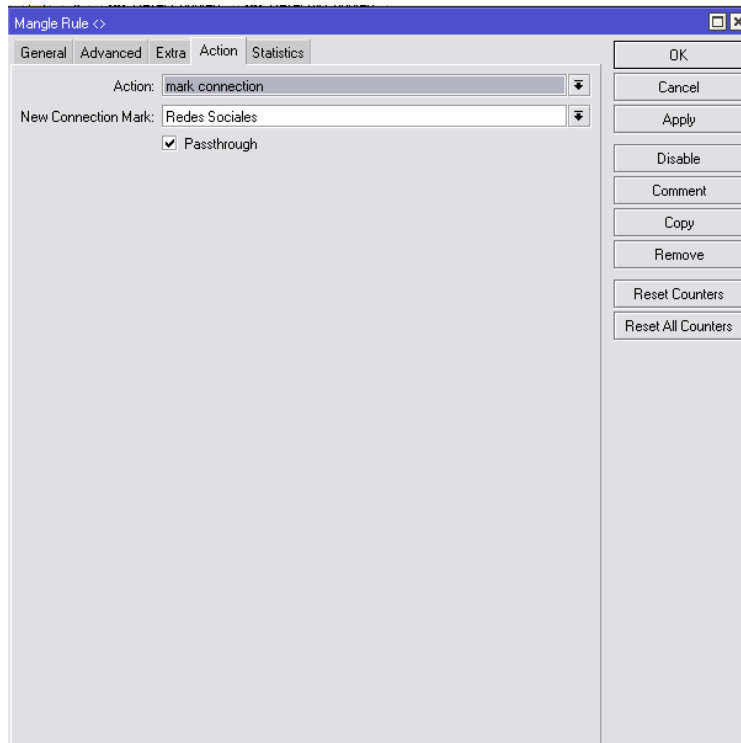 Mangle Rule <>
General Advanced Extra Action Statistics
Action: mark connection
New Connection Mark: Redes Sociales
Passthrough
OK
Cancel
Apply
Disable
Comment
Copy
Remove
Reset Counters
Reset All Counters